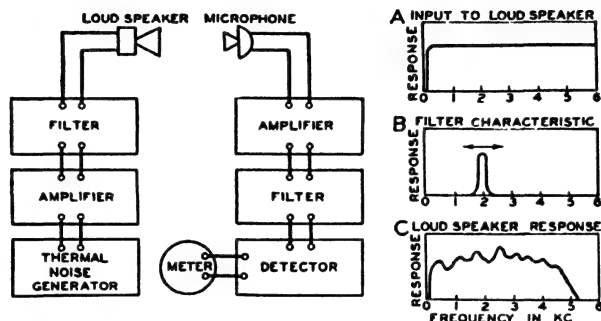 LOUD SPEAKER
MICROPHONE
FILTER
AMPLIFIER
THERMAL
NOISE
GENERATOR
AMPLIFIER
FILTER
DETECTOR
METER
A INPUT TO LOUD SPEAKER
RESPONSE
0 1 2 3 4 5 6
B FILTER CHARACTERISTIC
RESPONSE
0 1 2 3 4 5 6
C LOUD SPEAKER RESPONSE
RESPONSE
0 1 2 3 4 5 6
FREQUENCY IN KC